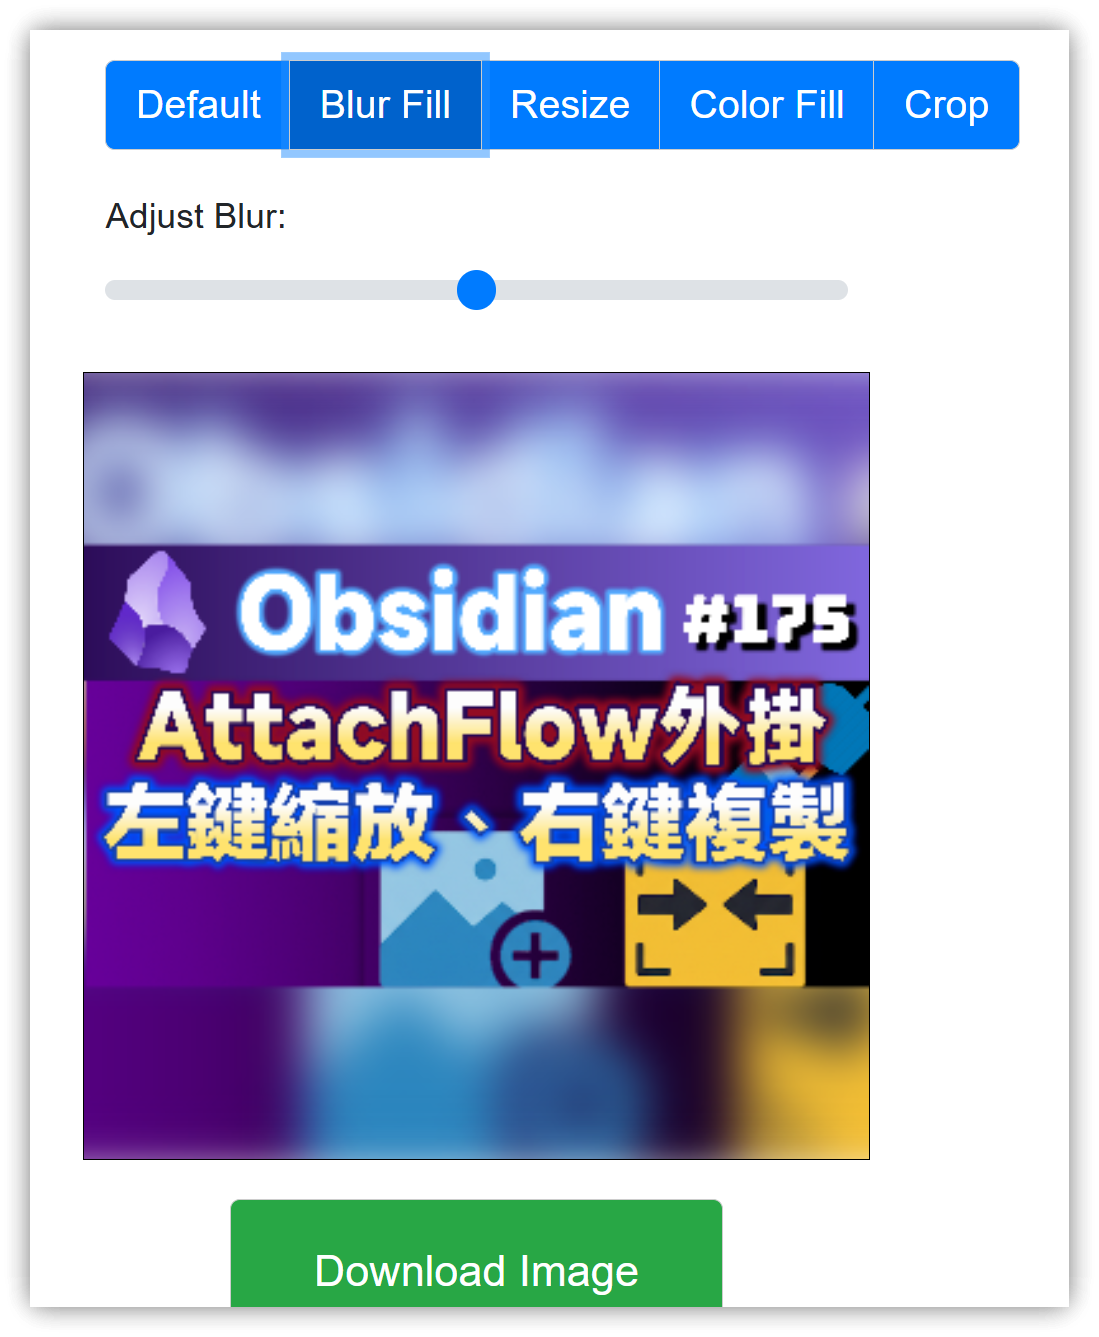 Default Blur Fill Resize Color Fill Crop
Adjust Blur:
Obsidian #175
AttachFlow外掛
左鍵縮放、右鍵複製
Download Image